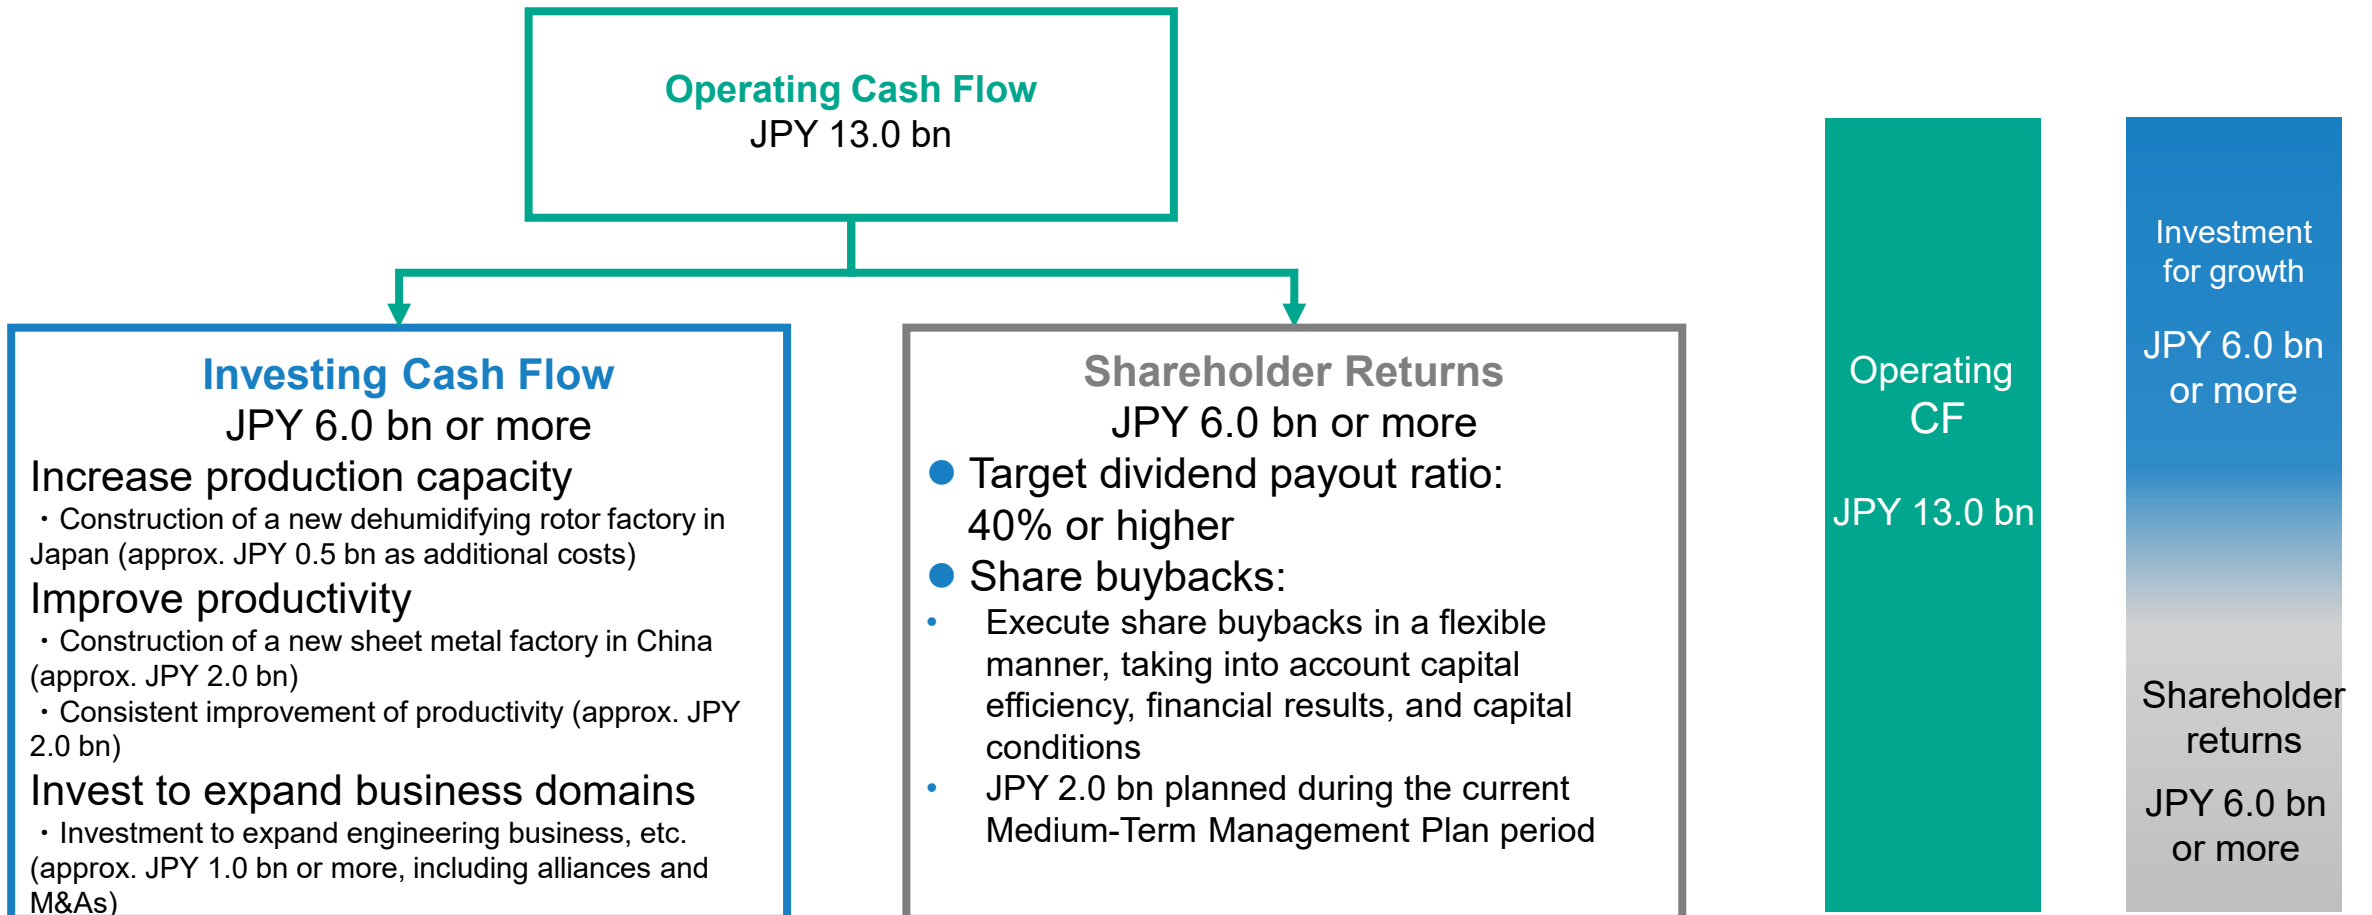 Operating Cash Flow
JPY 13.0 bn
Investing Cash Flow
JPY 6.0 bn or more
Increase production capacity
・Construction of a new dehumidifying rotor factory in
Japan (approx. JPY 0.5 bn as additional costs)
Improve productivity
・Construction of a new sheet metal factory in China
(approx. JPY 2.0 bn)
・Consistent improvement of productivity (approx. JPY
2.0 bn)
Invest to expand business domains
・Investment to expand engineering business, etc.
(approx. JPY 1.0 bn or more, including alliances and
M&As)
Shareholder Returns
JPY 6.0 bn or more
● Target dividend payout ratio:
40% or higher
● Share buybacks:
• Execute share buybacks in a flexible
manner, taking into account capital
efficiency, financial results, and capital
conditions
• JPY 2.0 bn planned during the current
Medium-Term Management Plan period
Operating
CF
JPY 13.0 bn
Investment
for growth
JPY 6.0 bn
or more
Shareholder
returns
JPY 6.0 bn
or more